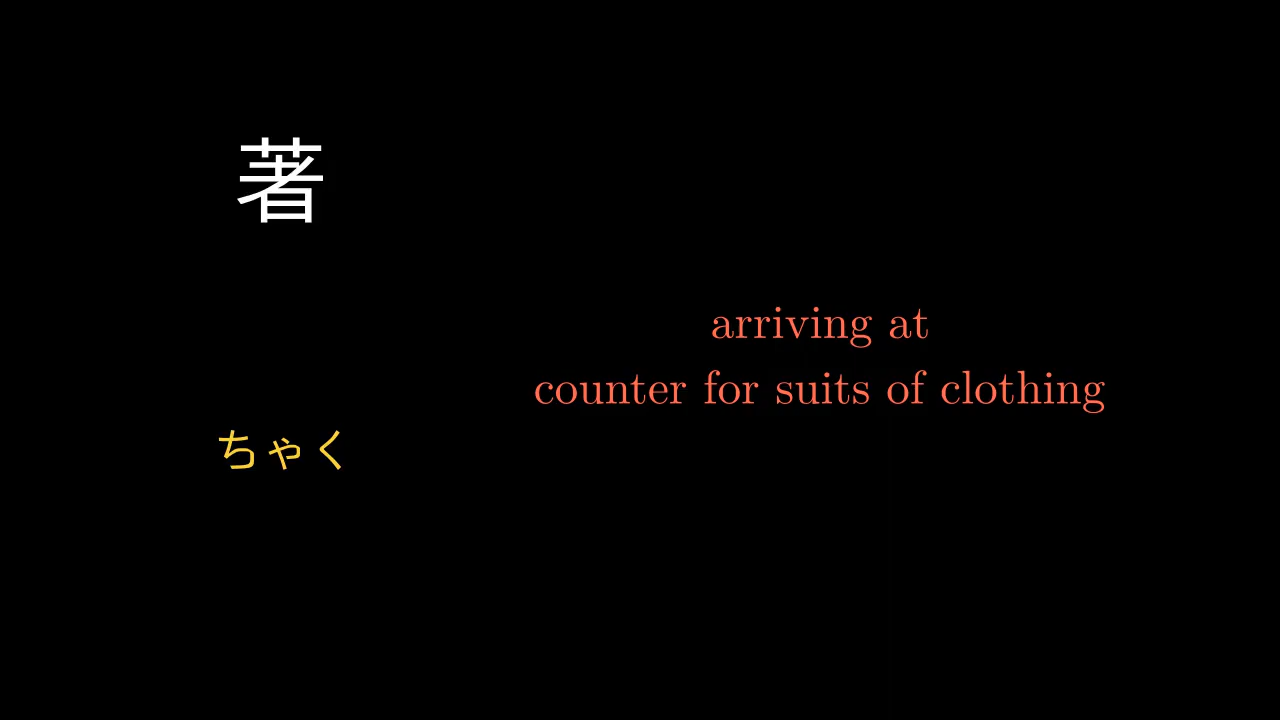 著
ちゃく
arriving at
counter for suits of clothing